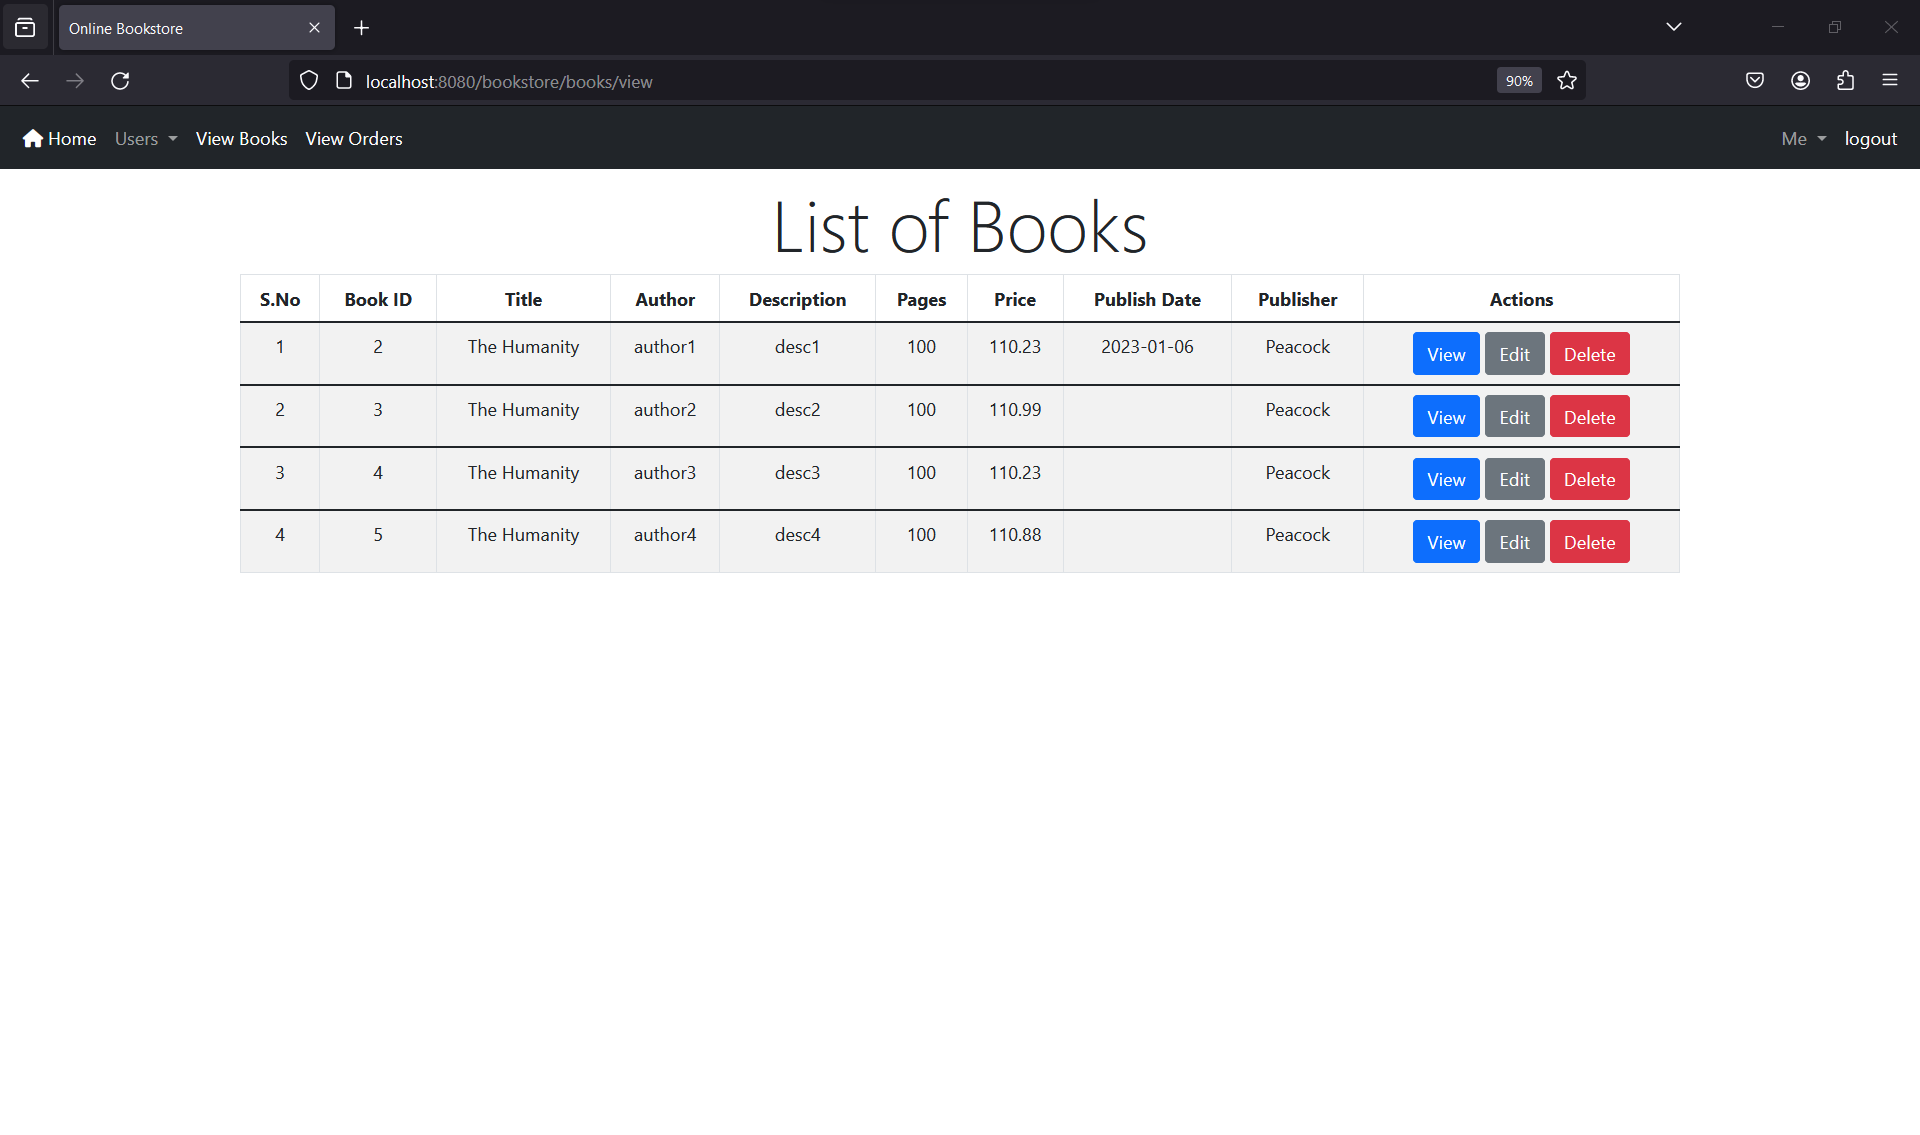 Online Bookstore
localhost:8080/bookstore/books/view 90%
Home Users View Books View Orders Me logout
List of Books
S.No Book ID Title Author Description Pages Price Publish Date Publisher Actions
1 2 The Humanity author1 desc1 100 110.23 2023-01-06 Peacock View Edit Delete
2 3 The Humanity author2 desc2 100 110.99 Peacock View Edit Delete
3 4 The Humanity author3 desc3 100 110.23 Peacock View Edit Delete
4 5 The Humanity author4 desc4 100 110.88 Peacock View Edit Delete